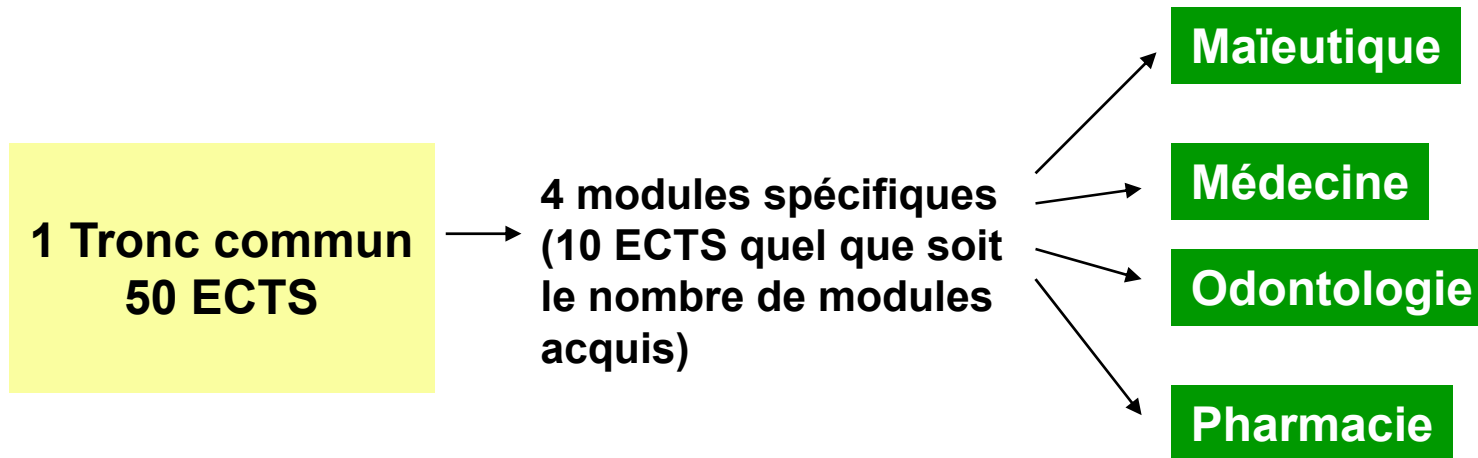 1 Tronc commun
50 ECTS
4 modules spécifiques
(10 ECTS quel que soit
le nombre de modules
acquis)
Maïeutique
Médecine
Odontologie
Pharmacie